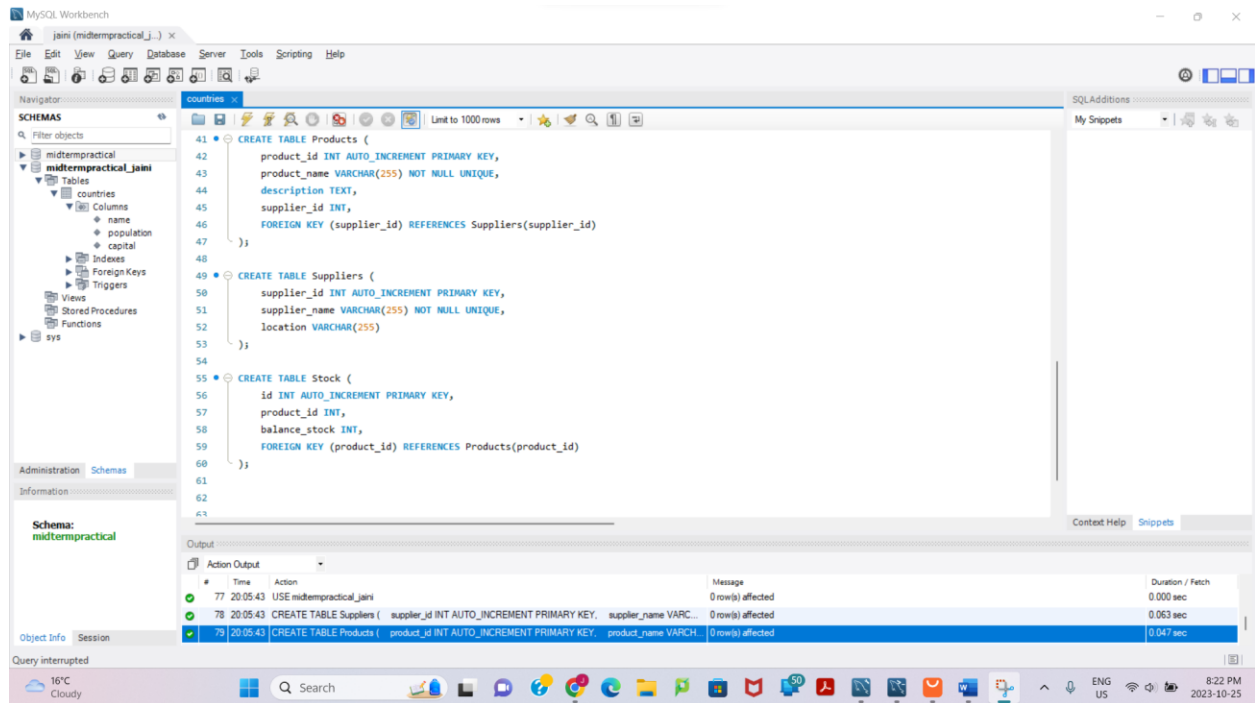 MySQL Workbench
jaini (midtermpractical_j...) ×
File Edit View Query Database Server Tools Scripting Help
Navigator
SCHEMAS
Filter objects
midtermpractical
midtermpractical_jaini
Tables
countries
Columns
name
population
capital
Indexes
Foreign Keys
Triggers
Views
Stored Procedures
Functions
sys
Administration Schemas
Information
Schema:
midtermpractical
Object Info Session
countries ×
Limit to 1000 rows
41 CREATE TABLE Products (
42 product_id INT AUTO_INCREMENT PRIMARY KEY,
43 product_name VARCHAR(255) NOT NULL UNIQUE,
44 description TEXT,
45 supplier_id INT,
46 FOREIGN KEY (supplier_id) REFERENCES Suppliers(supplier_id)
47 );
48
49 CREATE TABLE Suppliers (
50 supplier_id INT AUTO_INCREMENT PRIMARY KEY,
51 supplier_name VARCHAR(255) NOT NULL UNIQUE,
52 location VARCHAR(255)
53 );
54
55 CREATE TABLE Stock (
56 id INT AUTO_INCREMENT PRIMARY KEY,
57 product_id INT,
58 balance_stock INT,
59 FOREIGN KEY (product_id) REFERENCES Products(product_id)
60 );
61
62
63
SQLAdditions
My Snippets
Context Help Snippets
Output
Action Output
# Time Action Message Duration / Fetch
77 20:05:43 USE midtermpractical_jaini 0 row(s) affected 0.000 sec
78 20:05:43 CREATE TABLE Suppliers ( supplier_id INT AUTO_INCREMENT PRIMARY KEY, supplier_name VARC... 0 row(s) affected 0.063 sec
79 20:05:43 CREATE TABLE Products ( product_id INT AUTO_INCREMENT PRIMARY KEY, product_name VARCH... 0 row(s) affected 0.047 sec
Query interrupted
16°C
Cloudy
Search
50
ENG
US
8:22 PM
2023-10-25